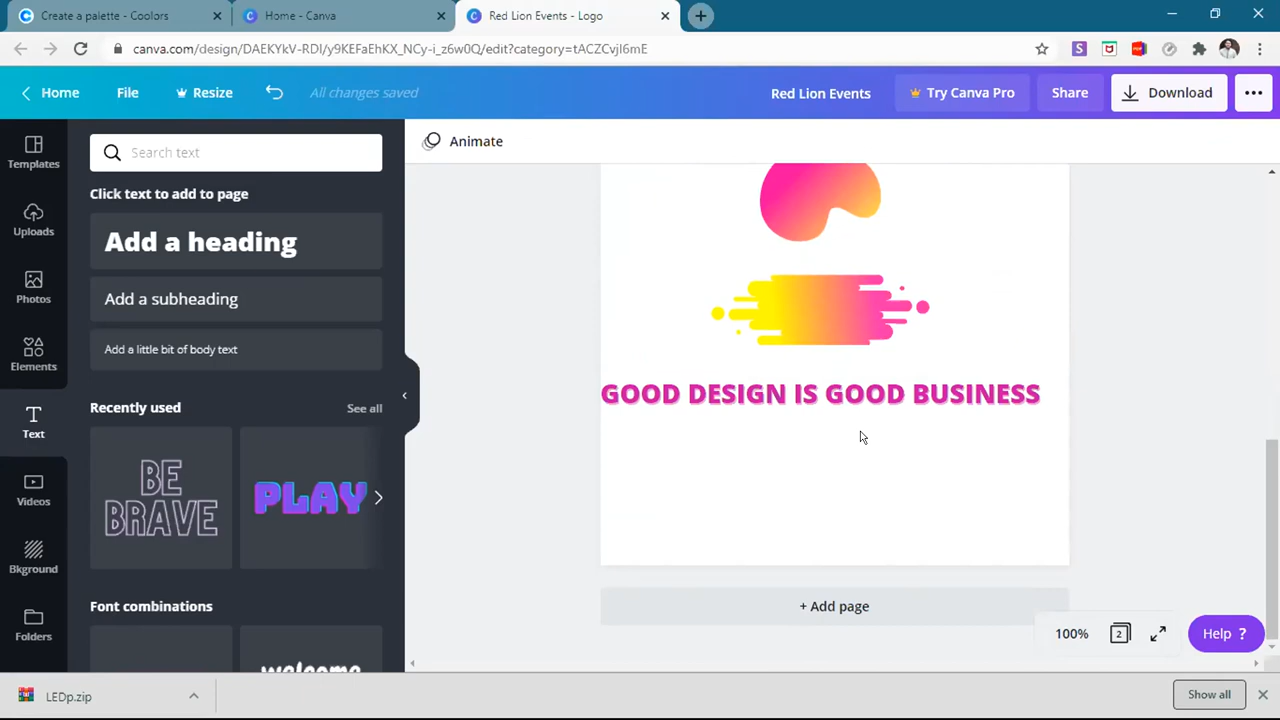 Create a palette - Coolors
Home - Canva
Red Lion Events - Logo
canva.com/design/DAEKYkV-RDI/y9KEFaEhKX_NCy-i_z6w0Q/edit?category=tACZCvjI6mE
Home
File
Resize
All changes saved
Red Lion Events
Try Canva Pro
Share
Download
Templates
Uploads
Photos
Elements
Text
Videos
Bkground
Folders
Search text
Click text to add to page
Add a heading
Add a subheading
Add a little bit of body text
Recently used
See all
BE
BRAVE
PLAY
Font combinations
welcome
Animate
GOOD DESIGN IS GOOD BUSINESS
+ Add page
100%
2
Help ?
LEDp.zip
Show all